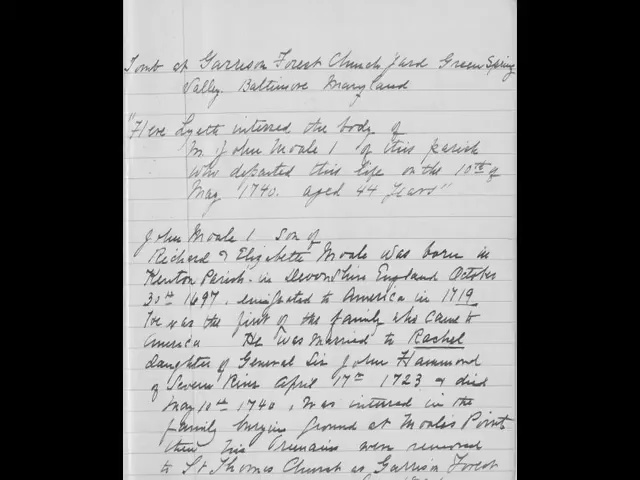 Tomb at Garrison Forest Church Yard Green Spring
Valley. Baltimore Maryland
"Here Lyeth interred the body of
Mr. John Moale 1 of this parish
who departed this life on the 10th of
May 1740. aged 44 years"
John Moale 1 Son of
Richard & Elizabeth Moale was born in
Kenton Parish. in Devonshire England October
30th 1697. emigrated to America in 1719
He was the first of the family who came to
America He was married to Rachel
daughter of General Sir John Hammond
of Severn River April 17th 1723 & died
May 10th 1740, was interred in the
family burying ground at Moales Point
then his remains were removed
to St Thomas Church as Garrison Forest